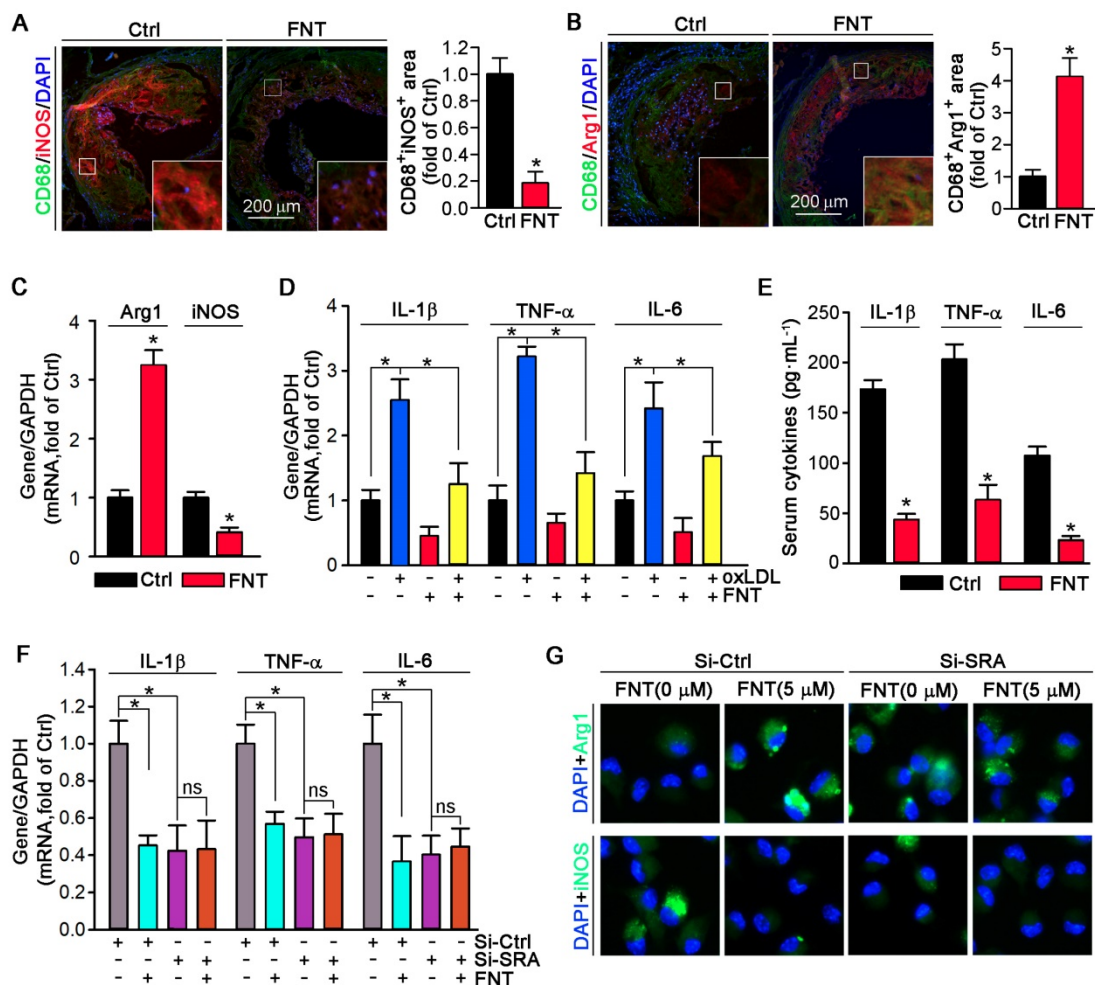 A
Ctrl
FNT
CD68/iNOS/DAPI
200 μm
CD68+iNOS+ area
(fold of Ctrl)
1.2
1.0
0.8
0.6
0.4
0.2
0.0
*
Ctrl FNT
B
Ctrl
FNT
CD68/Arg1/DAPI
200 μm
CD68+Arg1+ area
(fold of Ctrl)
5
4
3
2
1
0
*
Ctrl FNT
C
Arg1 iNOS
Gene/GAPDH
(mRNA,fold of Ctrl)
4
3
2
1
0
* *
Ctrl FNT
D
IL-1β TNF-α IL-6
Gene/GAPDH
(mRNA,fold of Ctrl)
4
3
2
1
0
* * * * * *
- + - + - + - + - + - + oxLDL
- - + + - - + + - - + + FNT
E
IL-1β TNF-α IL-6
Serum cytokines (pg·mL-1)
250
200
150
100
50
0
* * *
Ctrl FNT
F
IL-1β TNF-α IL-6
Gene/GAPDH
(mRNA,fold of Ctrl)
1.4
1.2
1.0
0.8
0.6
0.4
0.2
0.0
* * ns * * ns * * ns
+ + - - + + - - + + - - Si-Ctrl
- - + + - - + + - - + + Si-SRA
- + - + - + - + - + - + FNT
G
Si-Ctrl Si-SRA
FNT(0 μM) FNT(5 μM) FNT(0 μM) FNT(5 μM)
DAPI+Arg1
DAPI+iNOS